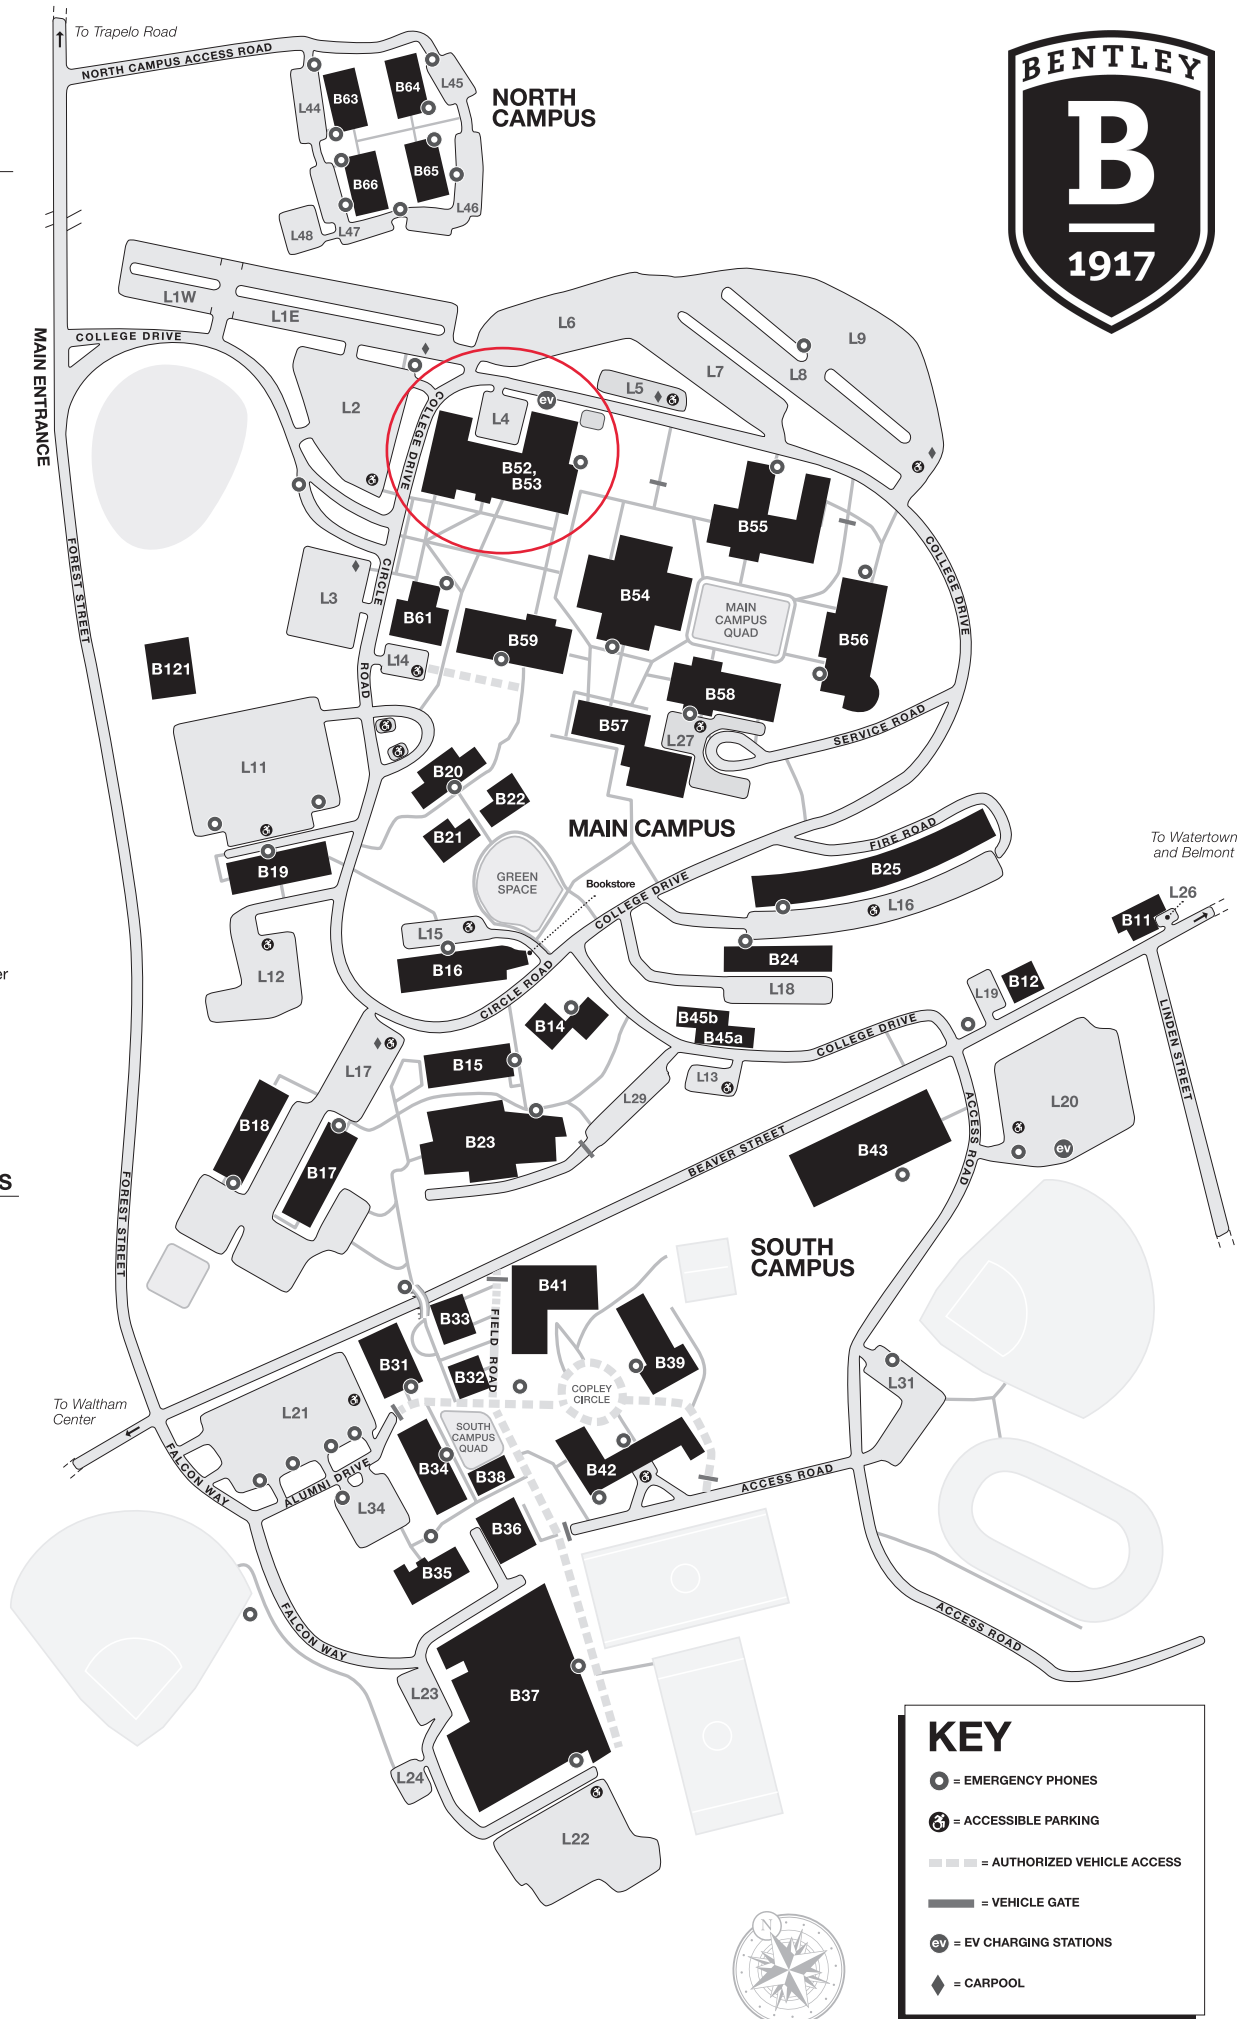 To Trapelo Road
NORTH CAMPUS ACCESS ROAD
L44
B63
B64
L45
NORTH
CAMPUS
B66
B65
L46
L48
L47
BENTLEY
B
1917
L1W
L1E
COLLEGE DRIVE
MAIN ENTRANCE
L2
COLLEGE DRIVE
L4
ev
L5
L6
L7
L8
L9
B52,
B53
B55
FOREST STREET
L3
CIRCLE
ROAD
B61
B59
B54
MAIN
CAMPUS
QUAD
B56
COLLEGE DRIVE
B121
L14
B58
B57
L27
SERVICE ROAD
L11
B20
B22
B21
MAIN CAMPUS
FIRE ROAD
B25
To Watertown
and Belmont
B19
GREEN
SPACE
Bookstore
COLLEGE DRIVE
L16
L26
B11
L15
B16
B24
er
L12
CIRCLE ROAD
L18
L19
B12
B14
B45b
B45a
COLLEGE DRIVE
LINDEN STREET
L17
B15
L13
L29
L20
B18
B23
BEAVER STREET
B43
ACCESS ROAD
ev
B17
S
FOREST STREET
SOUTH
CAMPUS
B41
B33
FIELD ROAD
B31
B32
B39
COPLEY
CIRCLE
L31
To Waltham
Center
L21
SOUTH
CAMPUS
QUAD
FALCON WAY
ALUMNI DRIVE
B34
B38
B42
ACCESS ROAD
L34
B36
B35
FALCON WAY
ACCESS ROAD
L23
B37
L24
L22
KEY
= EMERGENCY PHONES
= ACCESSIBLE PARKING
= AUTHORIZED VEHICLE ACCESS
= VEHICLE GATE
ev = EV CHARGING STATIONS
= CARPOOL
N